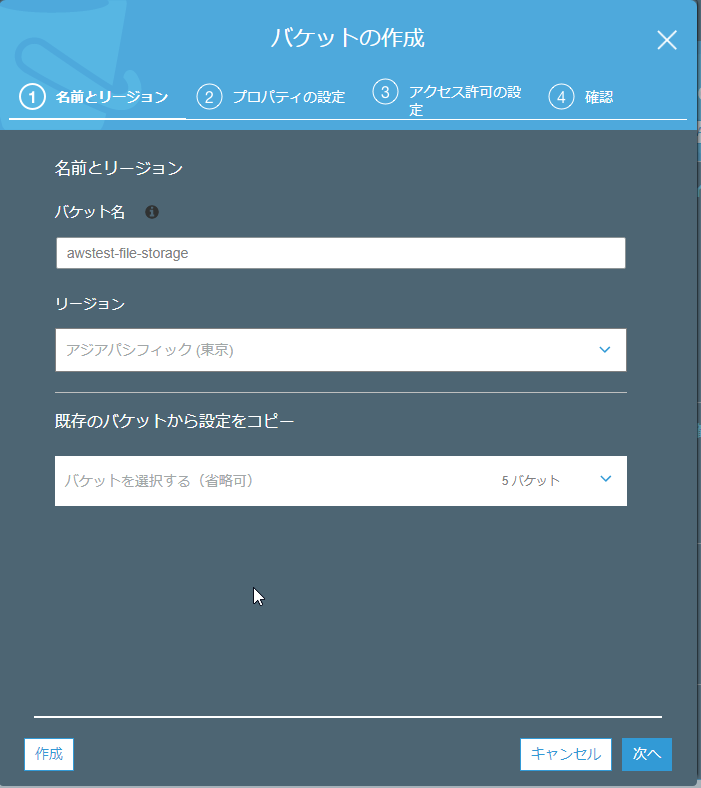 バケットの作成
1 名前とリージョン
2 プロパティの設定
3 アクセス許可の設
定
4 確認
名前とリージョン
バケット名
awstest-file-storage
リージョン
アジアパシフィック (東京)
既存のバケットから設定をコピー
バケットを選択する（省略可） 5 バケット
作成 キャンセル 次へ